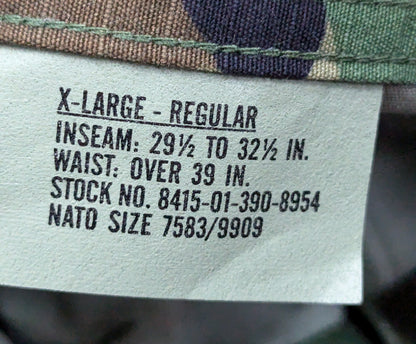 X-LARGE - REGULAR
INSEAM: 29½ TO 32½ IN.
WAIST: OVER 39 IN.
STOCK NO. 8415-01-390-8954
NATO SIZE 7583/9909